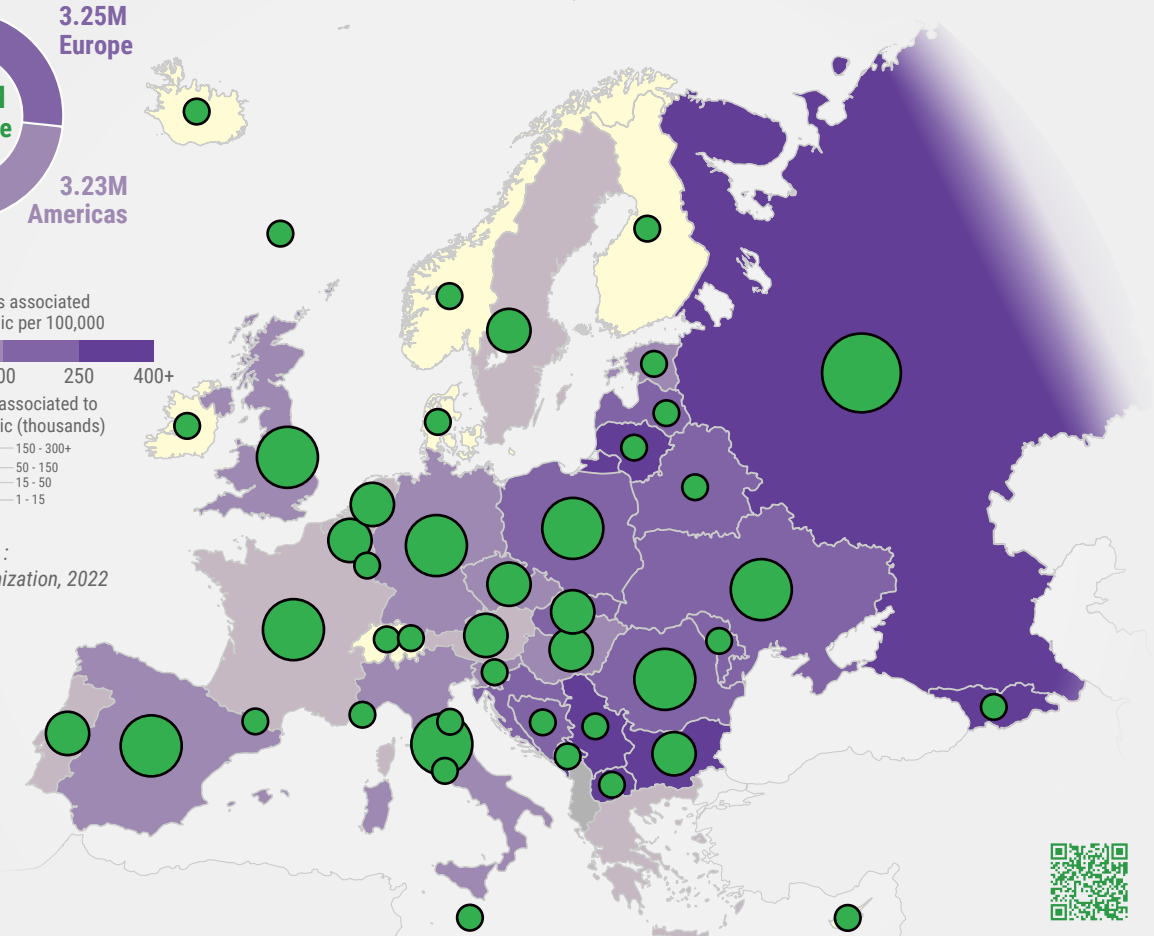 3.25M
Europe
3.23M
Americas
associated
ic per 100,000
250
400+
associated to
ic (thousands)
150 - 300+
50 - 150
15 - 50
1 - 15
:
nization, 2022